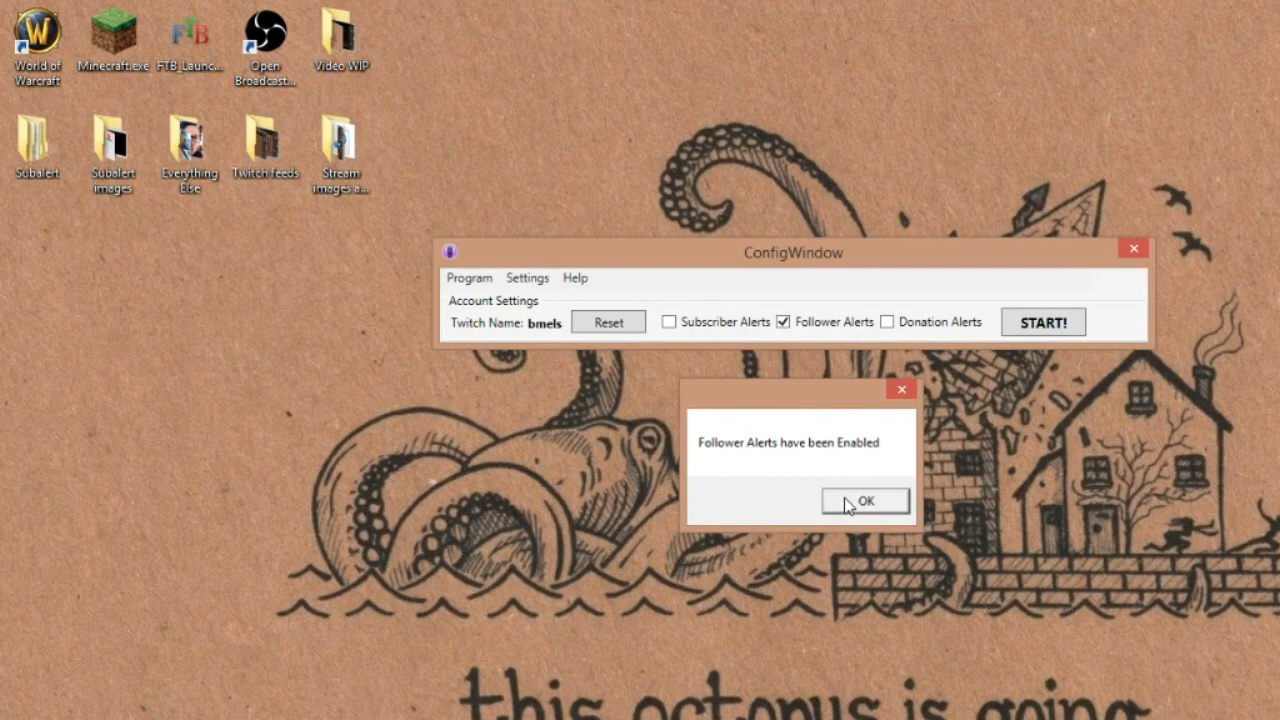 World of
Warcraft
Minecraft.exe
FTB
FTB_Launc...
Open
Broadcast...
Video WIP
Subalert
Subalert
images
Everything
Else
Twitch feeds
Stream
images a...
ConfigWindow
Program Settings Help
Account Settings
Twitch Name: bmels Reset Subscriber Alerts Follower Alerts Donation Alerts START!
Follower Alerts have been Enabled
OK
this octopus is going